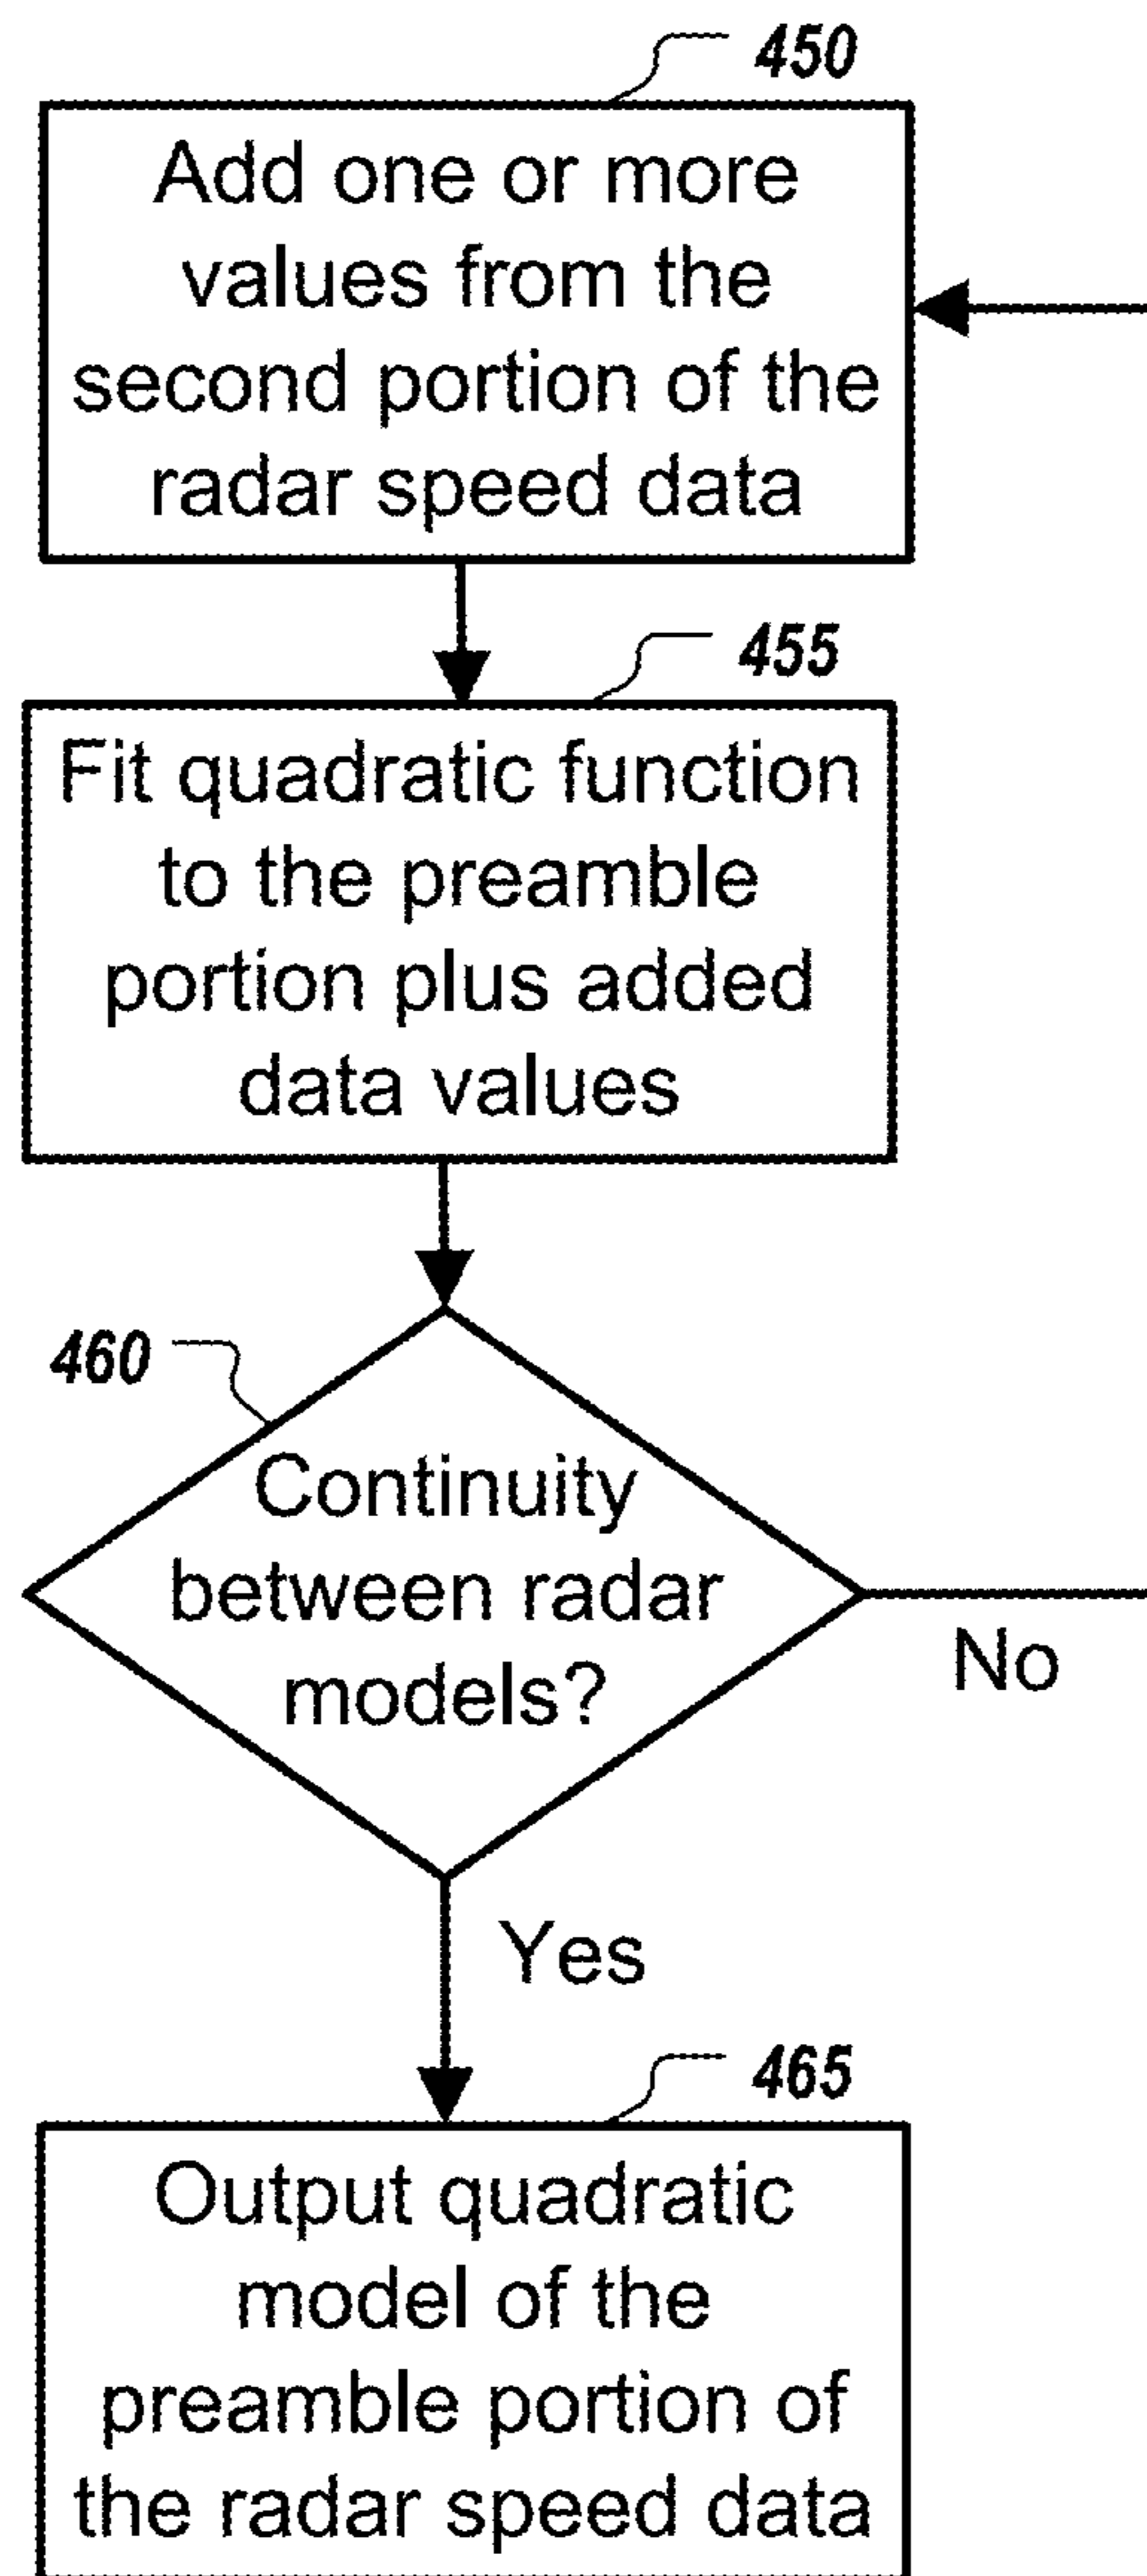 450
Add one or more
values from the
second portion of the
radar speed data
455
Fit quadratic function
to the preamble
portion plus added
data values
460
Continuity
between radar
models?
No
Yes
465
Output quadratic
model of the
preamble portion of
the radar speed data